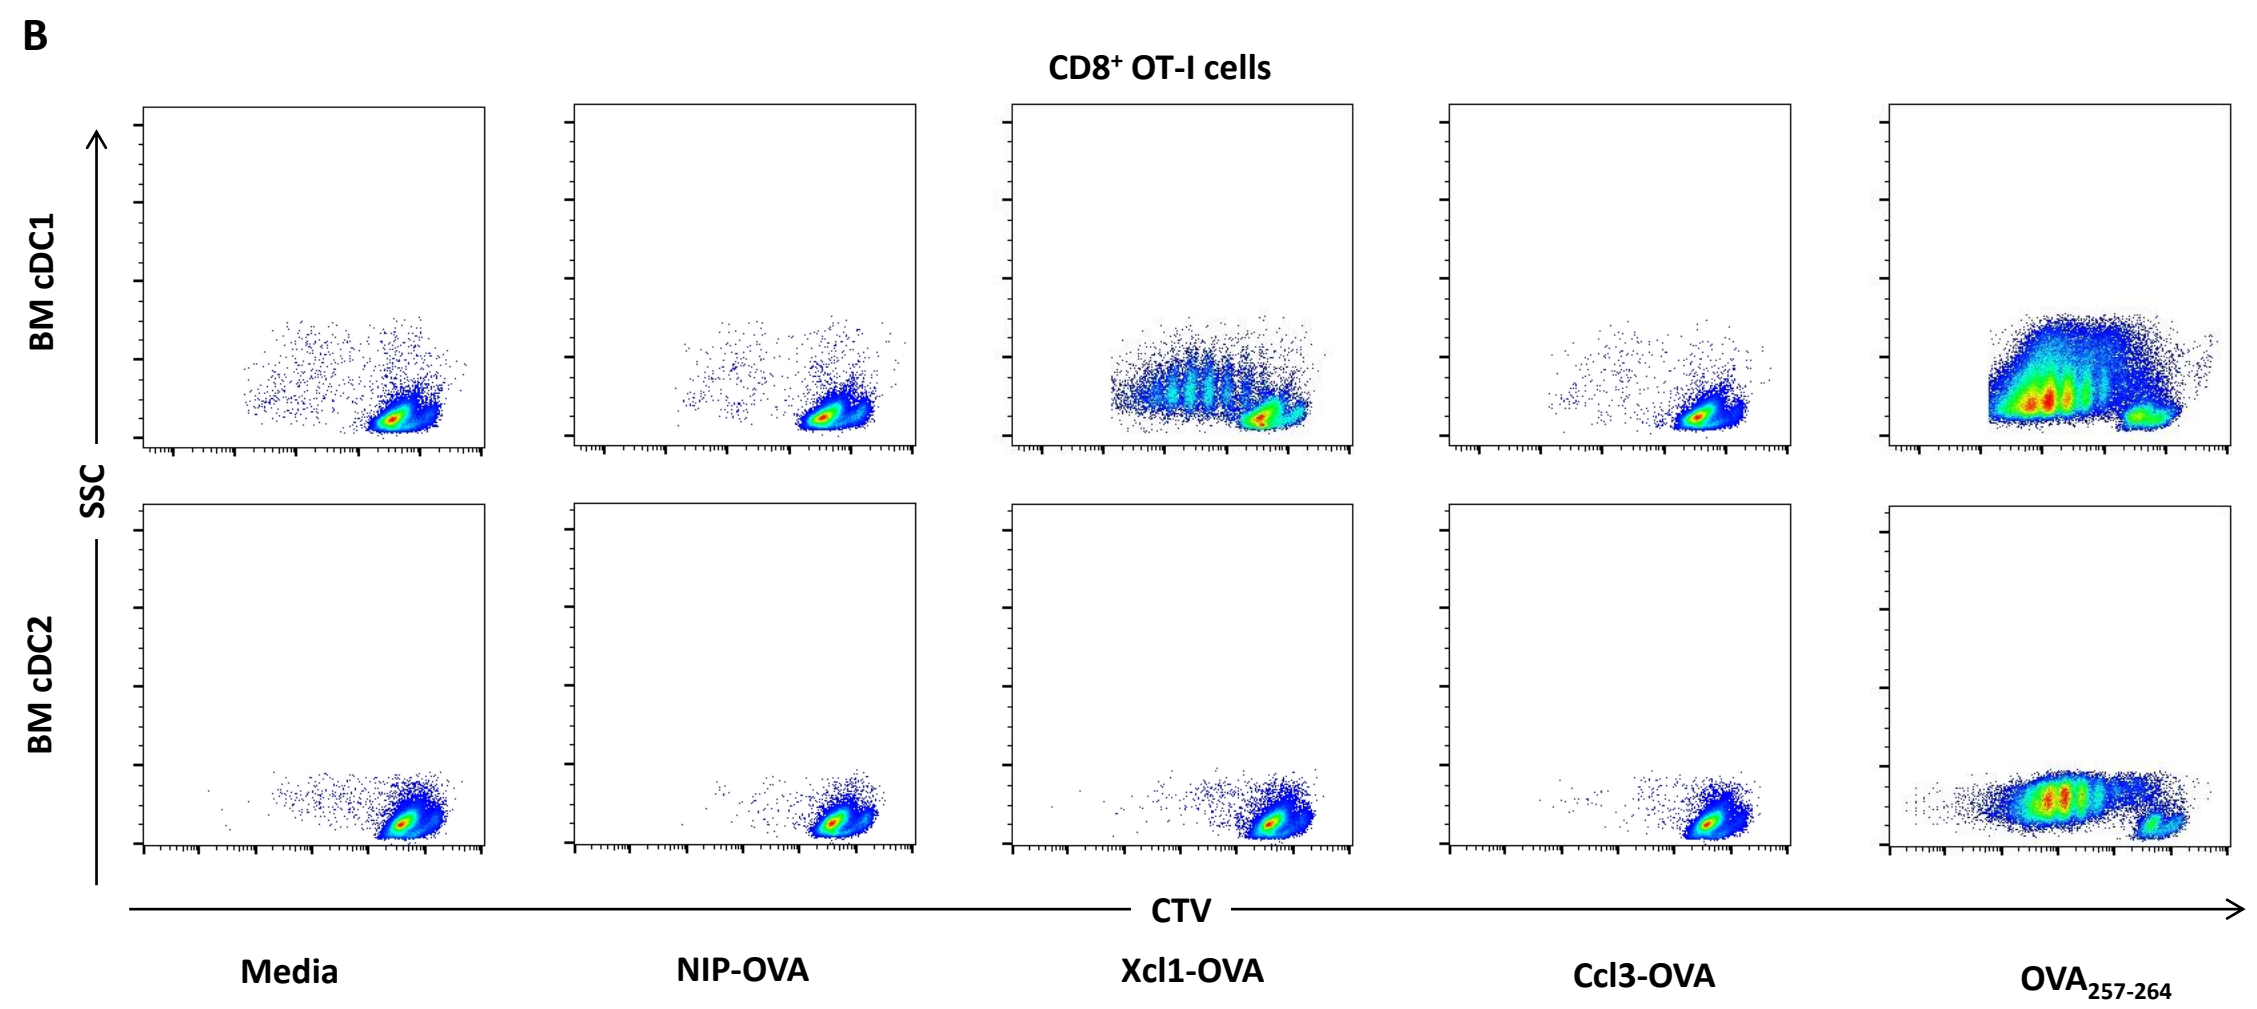 B
CD8⁺ OT-I cells
BM cDC1
SSC
BM cDC2
CTV
Media
NIP-OVA
Xcl1-OVA
Ccl3-OVA
OVA₂₅₇₋₂₆₄